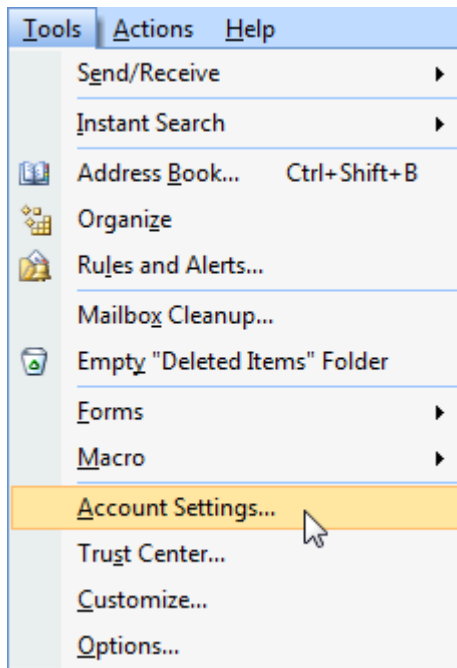 Tools Actions Help
Send/Receive
Instant Search
Address Book... Ctrl+Shift+B
Organize
Rules and Alerts...
Mailbox Cleanup...
Empty "Deleted Items" Folder
Forms
Macro
Account Settings...
Trust Center...
Customize...
Options...